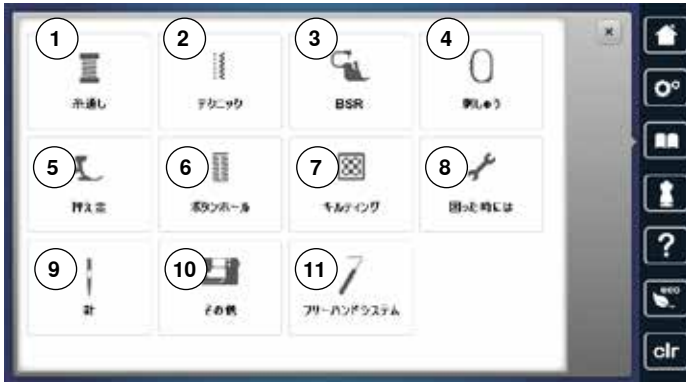 1
2
3
4
糸通し
テクニック
BSR
刺しゅう
5
6
7
8
押え金
ボタンホール
キルティング
困った時には
9
10
11
針
その他
フリーハンドシステム
?
eco
clr